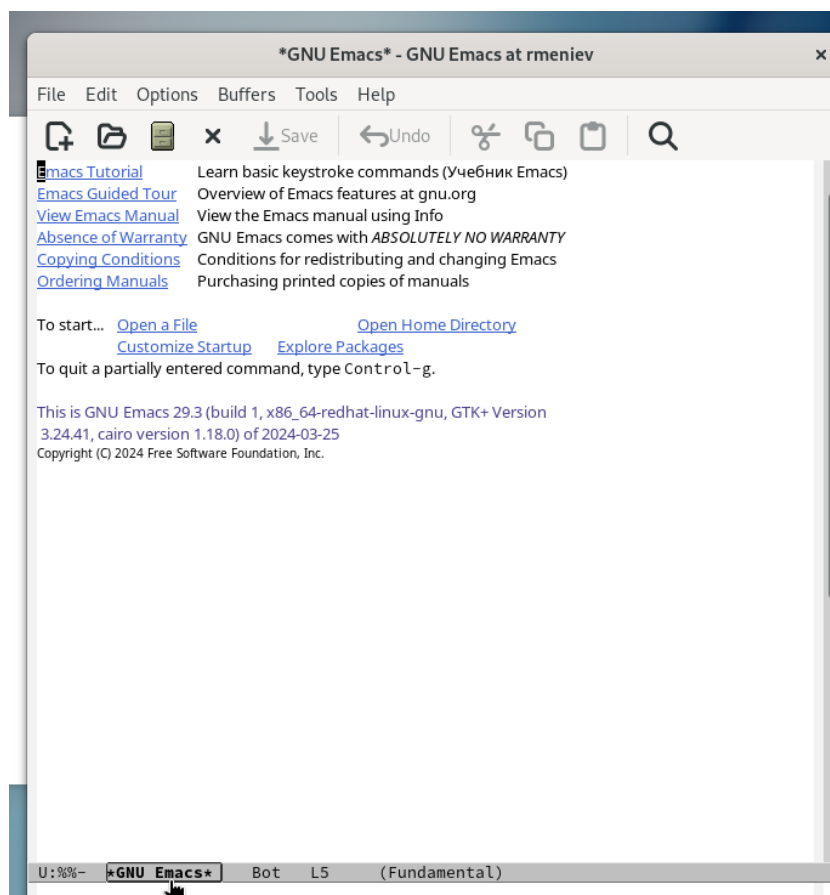 *GNU Emacs* - GNU Emacs at rmeniev
File Edit Options Buffers Tools Help
Save Undo
Emacs Tutorial Learn basic keystroke commands (Учебник Emacs)
Emacs Guided Tour Overview of Emacs features at gnu.org
View Emacs Manual View the Emacs manual using Info
Absence of Warranty GNU Emacs comes with ABSOLUTELY NO WARRANTY
Copying Conditions Conditions for redistributing and changing Emacs
Ordering Manuals Purchasing printed copies of manuals
To start... Open a File Open Home Directory
Customize Startup Explore Packages
To quit a partially entered command, type Control-g.
This is GNU Emacs 29.3 (build 1, x86_64-redhat-linux-gnu, GTK+ Version
3.24.41, cairo version 1.18.0) of 2024-03-25
Copyright (C) 2024 Free Software Foundation, Inc.
U:%%- *GNU Emacs* Bot L5 (Fundamental)